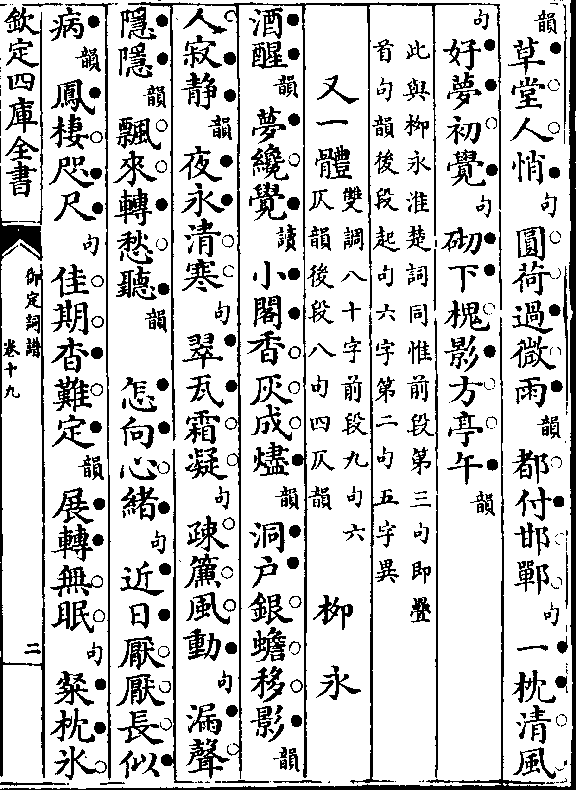 韻草堂人悄句圓荷過微雨韻都付邯鄲句一枕清風
句好夢初覺句砌下槐影方亭午韻
此與柳永淮楚詞同惟前段第三句即疊
首句韻後段起句六字第二句五字異
又一體雙調八十字前段九句六
仄韻後段八句四仄韻 柳永
酒醒韻夢纔覺讀小閣香灰成燼韻洞户銀蟾移影韻
人寂静韻夜永清寒句翠瓦霜凝句疎簾風動句漏聲
隱隱韻飄來轉愁聽韻 怎向心緒句近日厭厭長似
病韻鳳棲咫尺句佳期杳難定韻展轉無眠句粲枕氷
欽定四庫全書
御定詞譜
卷十九
二